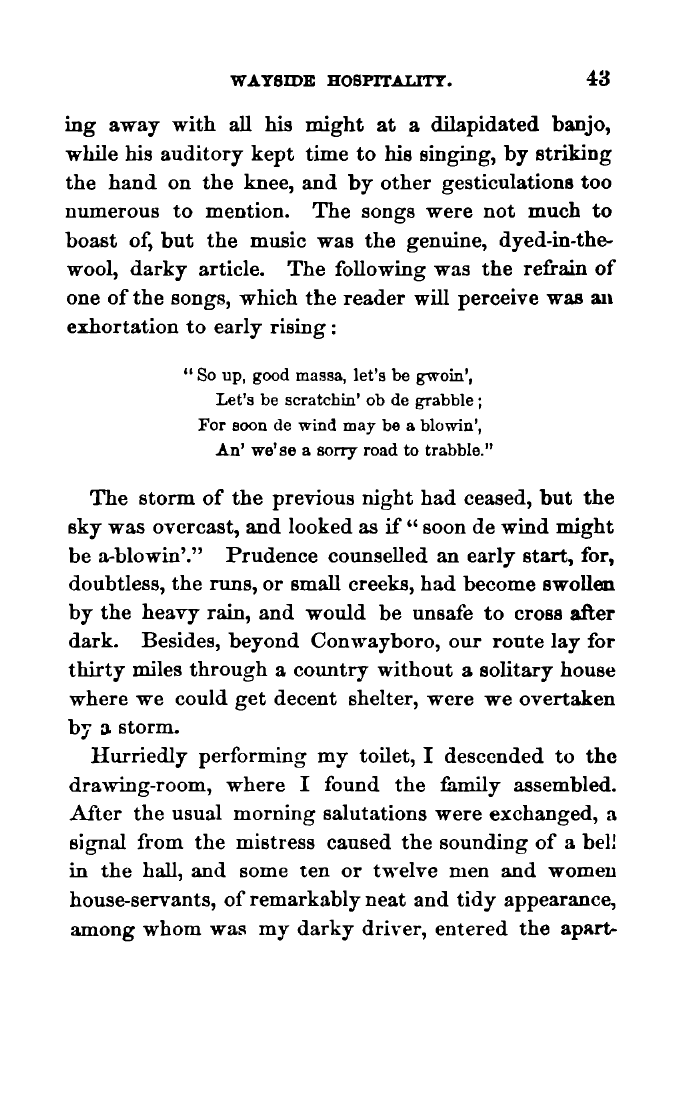 WAYSIDE HOSPITALITY. 43
ing away with all his might at a dilapidated banjo,
while his auditory kept time to his singing, by striking
the hand on the knee, and by other gesticulations too
numerous to mention. The songs were not much to
boast of, but the music was the genuine, dyed-in-the-
wool, darky article. The following was the refrain of
one of the songs, which the reader will perceive was an
exhortation to early rising:
“So up, good massa, let's be gwoin',
Let's be scratchin' ob de grabble;
For soon de wind may be a blowin',
An' we'se a sorry road to trabble."
The storm of the previous night had ceased, but the
sky was overcast, and looked as if “soon de wind might
be a-blowin'.” Prudence counselled an early start, for,
doubtless, the runs, or small creeks, had become swollen
by the heavy rain, and would be unsafe to cross after
dark. Besides, beyond Conwayboro, our route lay for
thirty miles through a country without a solitary house
where we could get decent shelter, were we overtaken
by a storm.
Hurriedly performing my toilet, I descended to the
drawing-room, where I found the family assembled.
After the usual morning salutations were exchanged, a
signal from the mistress caused the sounding of a bell
in the hall, and some ten or twelve men and women
house-servants, of remarkably neat and tidy appearance,
among whom was my darky driver, entered the apart-